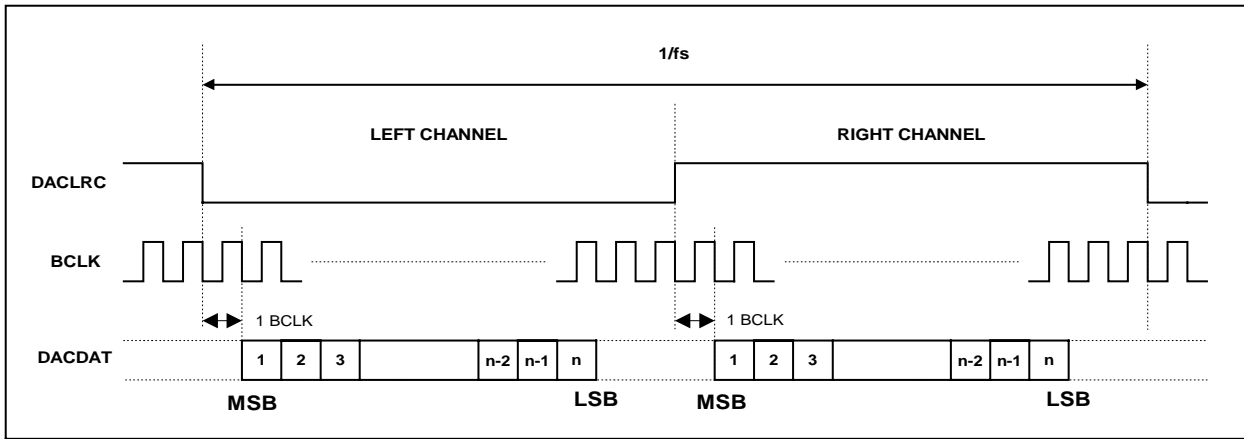 1/fs
LEFT CHANNEL RIGHT CHANNEL
DACLRC
BCLK
1 BCLK 1 BCLK
DACDAT 1 2 3 n-2 n-1 n 1 2 3 n-2 n-1 n
MSB LSB MSB LSB